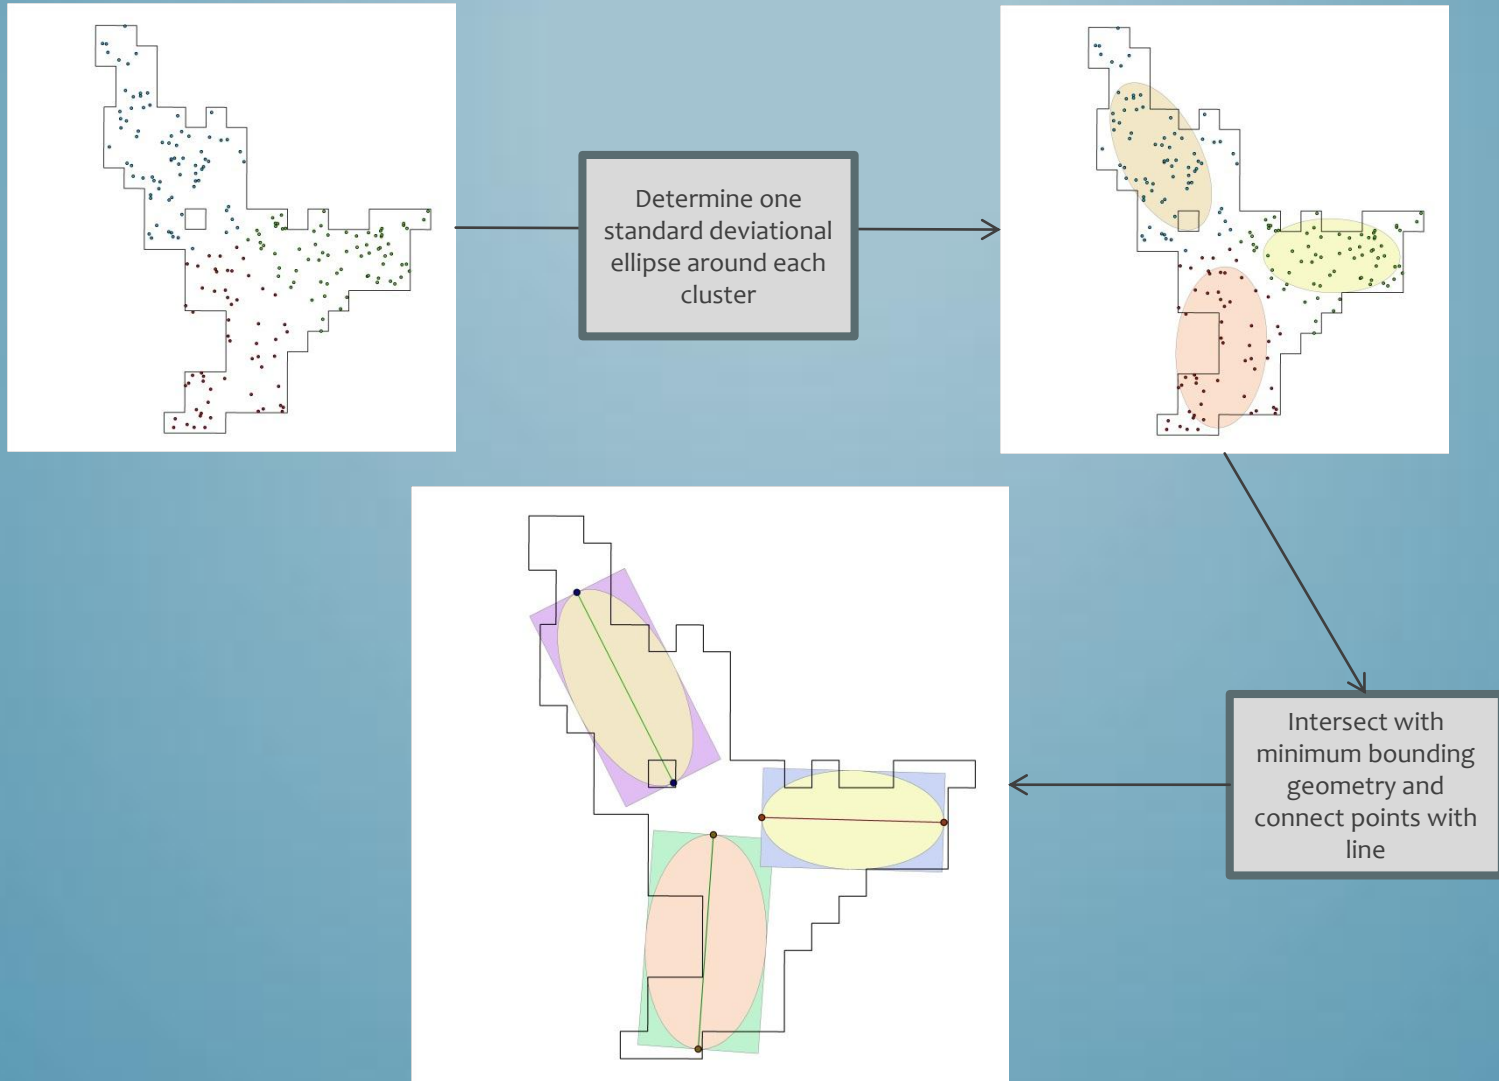 Determine one
standard deviational
ellipse around each
cluster
Intersect with
minimum bounding
geometry and
connect points with
line